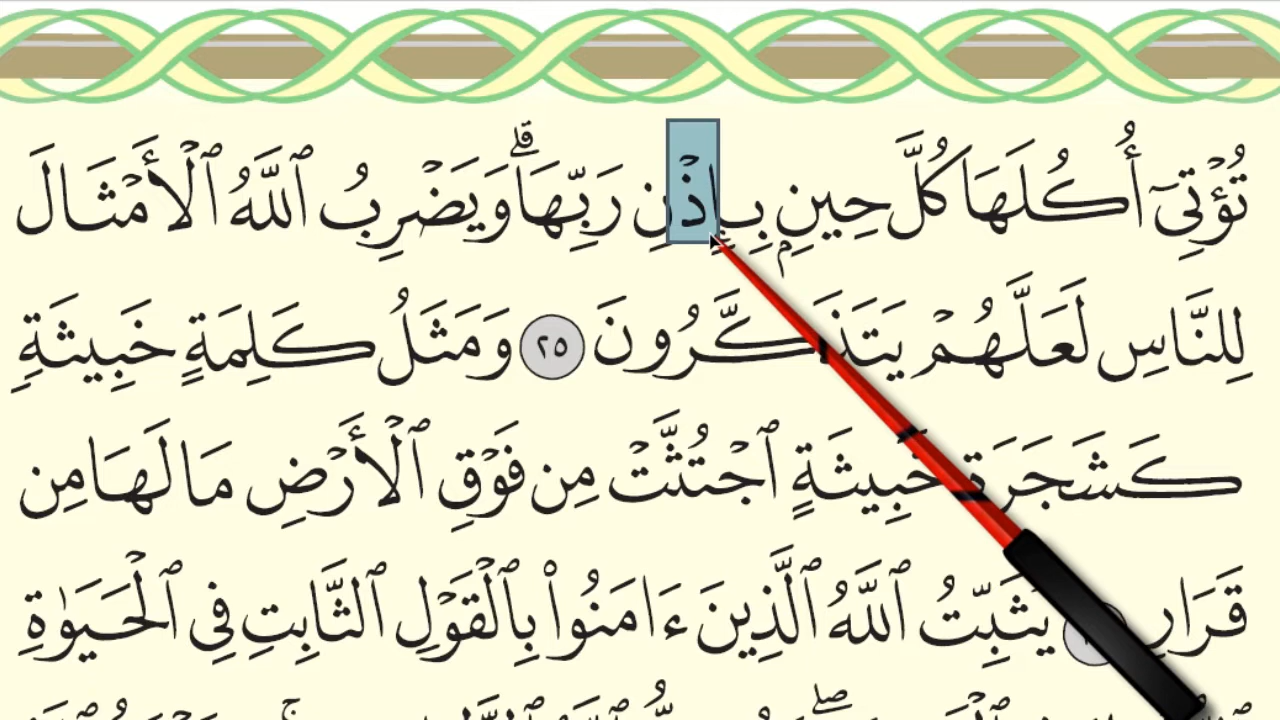 تُؤْتِىٓ أُكُلَهَا كُلَّ حِينٍۭ بِإِذْنِ رَبِّهَا ۗ وَيَضْرِبُ ٱللَّهُ ٱلْأَمْثَالَ
لِلنَّاسِ لَعَلَّهُمْ يَتَذَكَّرُونَ ٢٥ وَمَثَلُ كَلِمَةٍ خَبِيثَةٍ
كَشَجَرَةٍ خَبِيثَةٍ ٱجْتُثَّتْ مِن فَوْقِ ٱلْأَرْضِ مَا لَهَا مِن
قَرَارٍ يُثَبِّتُ ٱللَّهُ ٱلَّذِينَ ءَامَنُوا۟ بِٱلْقَوْلِ ٱلثَّابِتِ فِى ٱلْحَيَوٰةِ